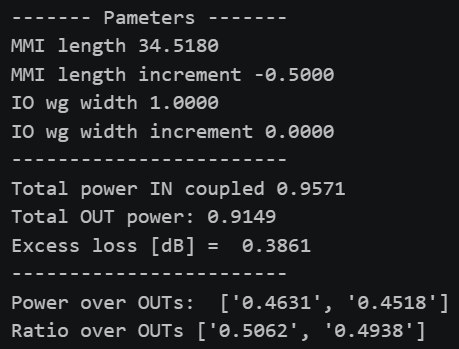 ------- Pameters -------
MMI length 34.5180
MMI length increment -0.5000
IO wg width 1.0000
IO wg width increment 0.0000
------------------------
Total power IN coupled 0.9571
Total OUT power: 0.9149
Excess loss [dB] =  0.3861
------------------------
Power over OUTs:  ['0.4631', '0.4518']
Ratio over OUTs ['0.5062', '0.4938']